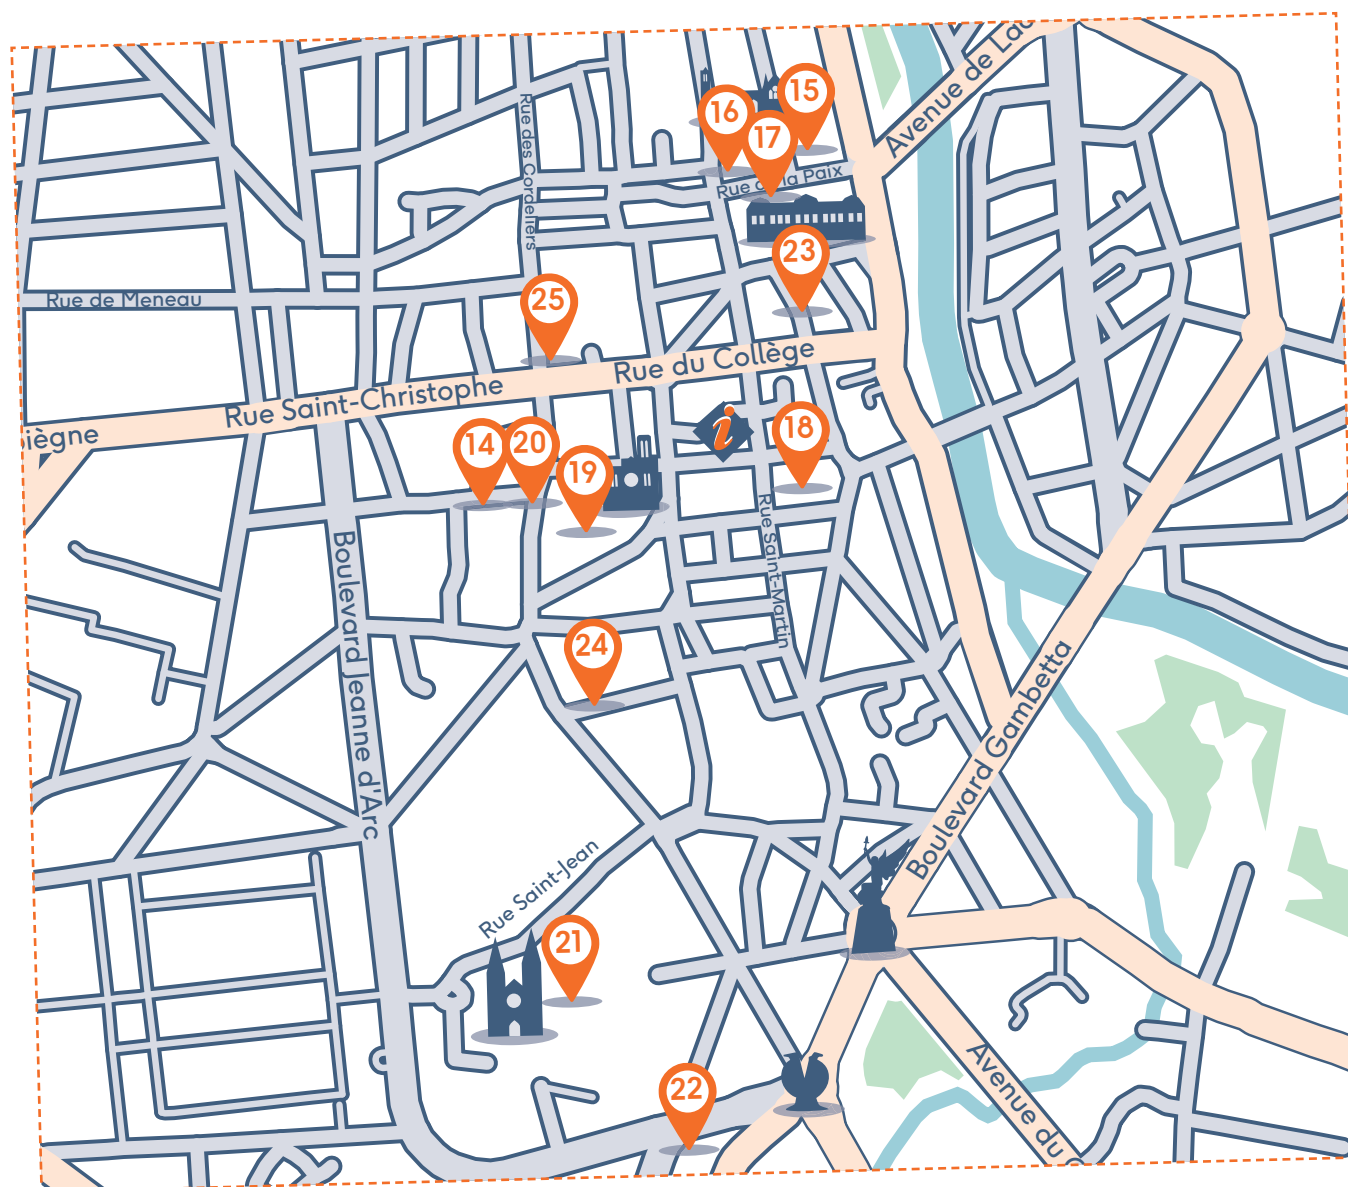 Avenue de Lac
15
16
17
Rue des Cordeliers
Rue la Paix
23
Rue de Meneau
25
Rue du Collège
Rue Saint-Christophe
iègne
i
14
20
18
19
Rue Saint-Martin
Boulevard Jeanne d'Arc
24
Boulevard Gambetta
Rue Saint-Jean
21
Avenue du
22